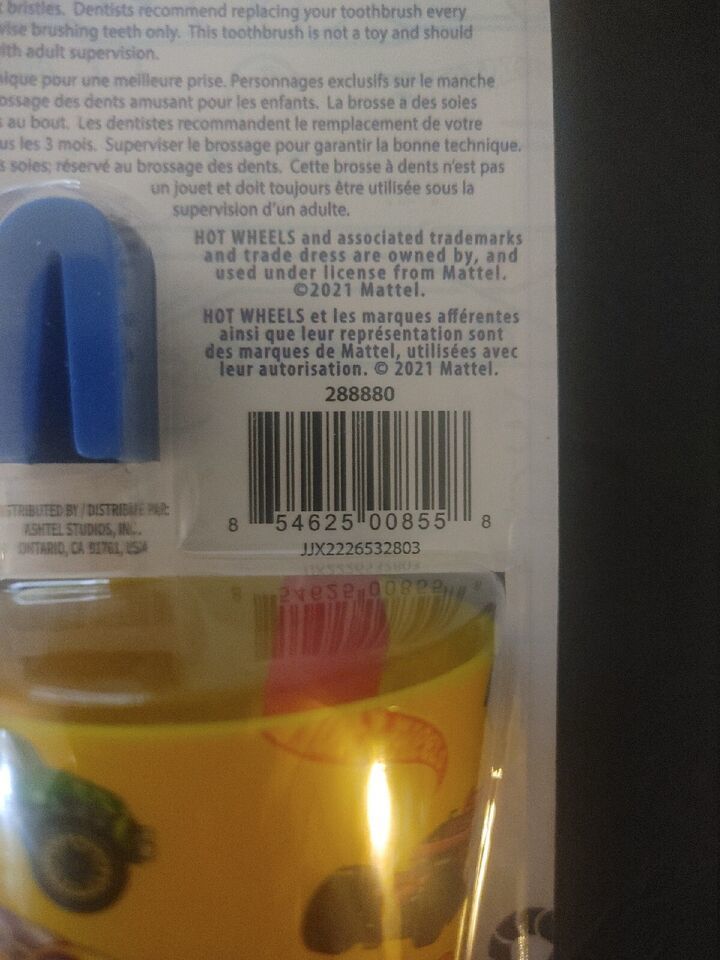 bristles. Dentists recommend replacing your toothbrush every
brushing teeth only. This toothbrush is not a toy and should
with adult supervision.
pour une meilleure prise. Personnages exclusifs sur le manche
des dents amusant pour les enfants. La brosse a des soies
au bout. Les dentistes recommandent le remplacement de votre
les 3 mois. Superviser le brossage pour garantir la bonne technique.
soies; réservé au brossage des dents. Cette brosse à dents n'est pas
un jouet et doit toujours être utilisée sous la
supervision d'un adulte.
HOT WHEELS and associated trademarks
and trade dress are owned by, and
used under license from Mattel.
©2021 Mattel.
HOT WHEELS et les marques afférentes
ainsi que leur représentation sont
des marques de Mattel, utilisées avec
leur autorisation. © 2021 Mattel.
288880
8 54625 00855 8
JJX2226532803
DISTRIBUTED BY / DISTRIBUÉ PAR:
ASHTEL STUDIOS, INC.
ONTARIO, CA 91761, USA